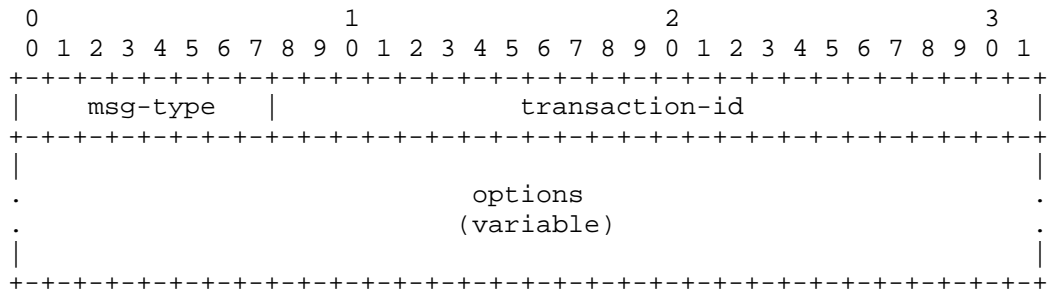 0                   1                   2                   3
 0 1 2 3 4 5 6 7 8 9 0 1 2 3 4 5 6 7 8 9 0 1 2 3 4 5 6 7 8 9 0 1
+-+-+-+-+-+-+-+-+-+-+-+-+-+-+-+-+-+-+-+-+-+-+-+-+-+-+-+-+-+-+-+-+
|    msg-type   |               transaction-id                  |
+-+-+-+-+-+-+-+-+-+-+-+-+-+-+-+-+-+-+-+-+-+-+-+-+-+-+-+-+-+-+-+-+
|                                                               |
.                            options                            .
.                           (variable)                          .
|                                                               |
+-+-+-+-+-+-+-+-+-+-+-+-+-+-+-+-+-+-+-+-+-+-+-+-+-+-+-+-+-+-+-+-+